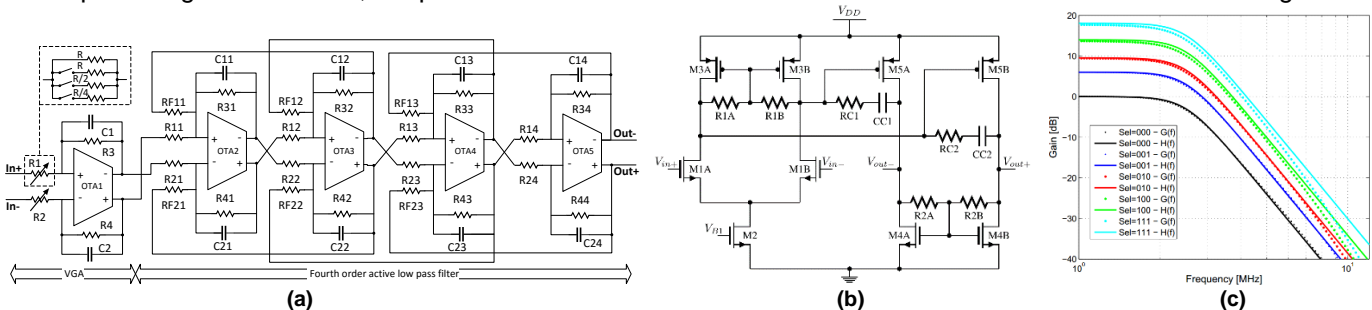 R
R
R/2
R/4
C1
R3
In+
R1
OTA1
In-
R2
R4
C2
VGA
Fourth order active low pass filter
C11
R31
RF11
R11
OTA2
R21
RF21
R41
C21
C12
R32
RF12
R12
OTA3
R22
RF22
R42
C22
C13
R33
RF13
R13
OTA4
R23
RF23
R43
C23
C14
R34
R14
OTA5
R24
R44
C24
Out-
Out+
(a)
VDD
M3A
M3B
M5A
M5B
R1A
R1B
RC1
CC1
RC2
CC2
Vin+
M1A
Vin−
M1B
Vout−
Vout+
R2A
R2B
VB1
M2
M4A
M4B
(b)
20
10
0
-10
-20
-30
-40
Gain [dB]
Sel=000 − G(f)
Sel=000 − H(f)
Sel=001 − G(f)
Sel=001 − H(f)
Sel=010 − G(f)
Sel=010 − H(f)
Sel=100 − G(f)
Sel=100 − H(f)
Sel=111 − G(f)
Sel=111 − H(f)
10⁰
10¹
Frequency [MHz]
(c)